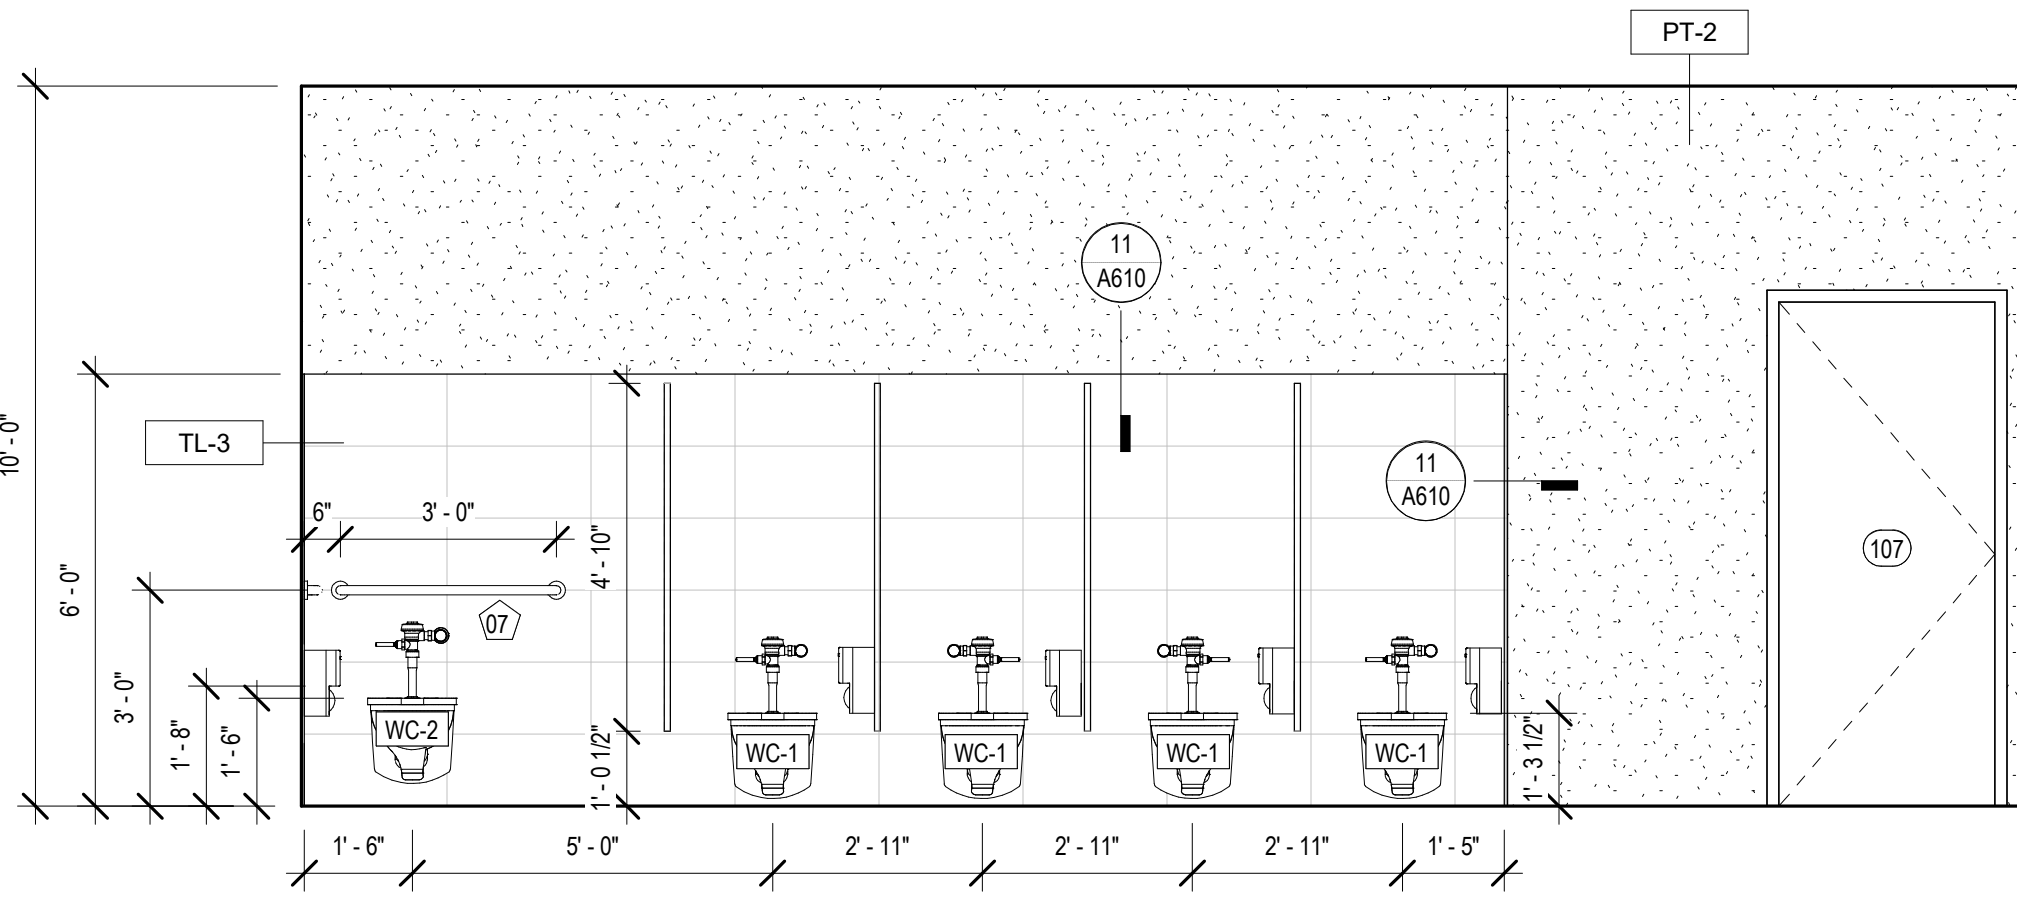 PT-2
11
A610
10' - 0"
TL-3
11
A610
6"
3' - 0"
4' - 10"
6' - 0"
107
07
3' - 0"
1' - 8"
1' - 6"
WC-2
1' - 0 1/2"
WC-1
WC-1
WC-1
WC-1
1' - 3 1/2"
1' - 6"
5' - 0"
2' - 11"
2' - 11"
2' - 11"
1' - 5"